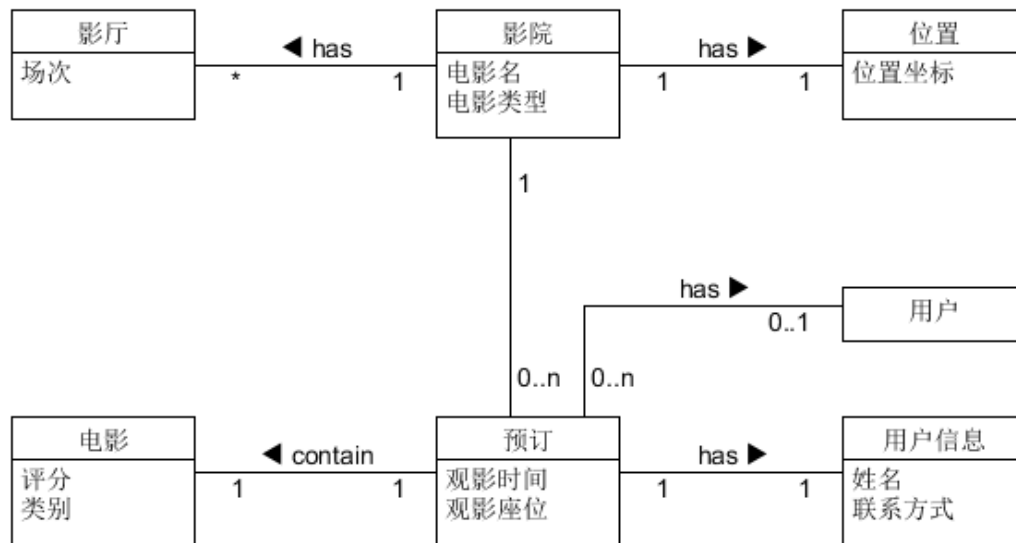 影厅
场次
◀ has
* 1
影院
电影名
电影类型
has ▶
1 1
位置
位置坐标
1
has ▶
0..1
用户
0..n
0..n
电影
评分
类别
◀ contain
1 1
预订
观影时间
观影座位
has ▶
1 1
用户信息
姓名
联系方式